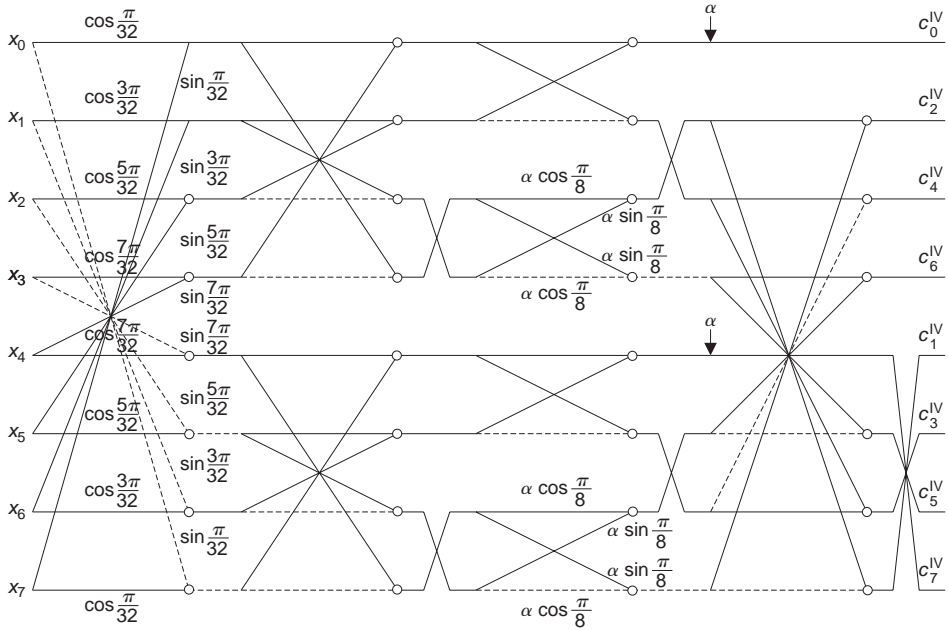 cos π/32
α
x₀ c₀ᴵⱽ
sin π/32
cos 3π/32
x₁ c₂ᴵⱽ
sin 3π/32
cos 5π/32 α cos π/8
x₂ c₄ᴵⱽ
α sin π/8
sin 5π/32
cos 7π/32 α sin π/8
x₃ c₆ᴵⱽ
sin 7π/32 α cos π/8
cos 7π/32 sin 7π/32 α
x₄ c₁ᴵⱽ
sin 5π/32
cos 5π/32
x₅ c₃ᴵⱽ
sin 3π/32
cos 3π/32 α cos π/8
x₆ c₅ᴵⱽ
sin π/32 α sin π/8
α sin π/8
x₇ c₇ᴵⱽ
cos π/32 α cos π/8